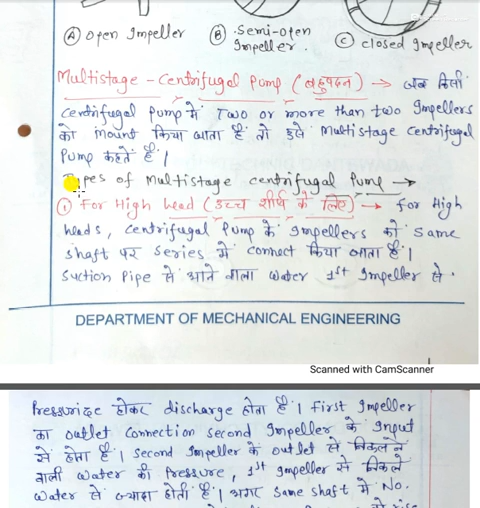 (A) open Impeller
(B) Semi-open Impeller.
(C) closed Impeller
Multistage - Centrifugal Pump (बहुपदन) → जब किसी
Centrifugal Pump में Two or more than two Impellers
को mount किया जाता है तो इसे Multistage Centrifugal
Pump कहते हैं।
Types of Multistage centrifugal Pump →
(1) For High head (उच्च शीर्ष के लिए) → for High
heads, Centrifugal Pump के Impellers को same
shaft पर series में connect किया जाता है।
Suction Pipe से आने वाला water 1st Impeller से.
DEPARTMENT OF MECHANICAL ENGINEERING
Scanned with CamScanner
Pressurize होकर discharge होता है। First Impeller
का outlet Connection second Impeller के Input
से होता है। Second Impeller के outlet से निकलने
वाली water की Pressure, 1st Impeller से निकले
Water से ज्यादा होती है। अगर same shaft में No.